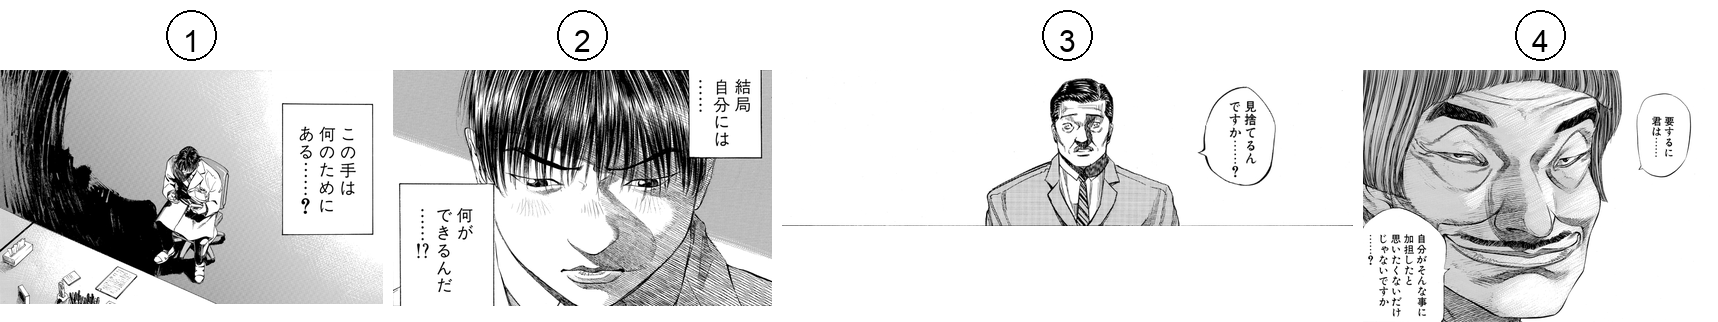 1
この手は
何のために
ある……?
2
結局
自分には
……
何が
できるんだ
……!?
3
見捨てるん
ですか……?
4
要するに
君は……
自分がそんな事に
加担したと
思いたくないだけ
じゃないですか
……?